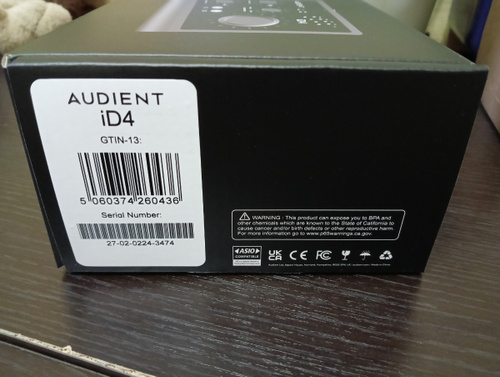 AUDIENT
iD4
GTIN-13:
5 060374 260436
Serial Number:
27-02-0224-3474
WARNING: This product can expose you to BPA and
other chemicals which are known to the State of California to
cause cancer and/or birth defects or other reproductive harm.
For more information go to www.p65warnings.ca.gov.
ASIO
COMPATIBLE
UK
CA
CE FC